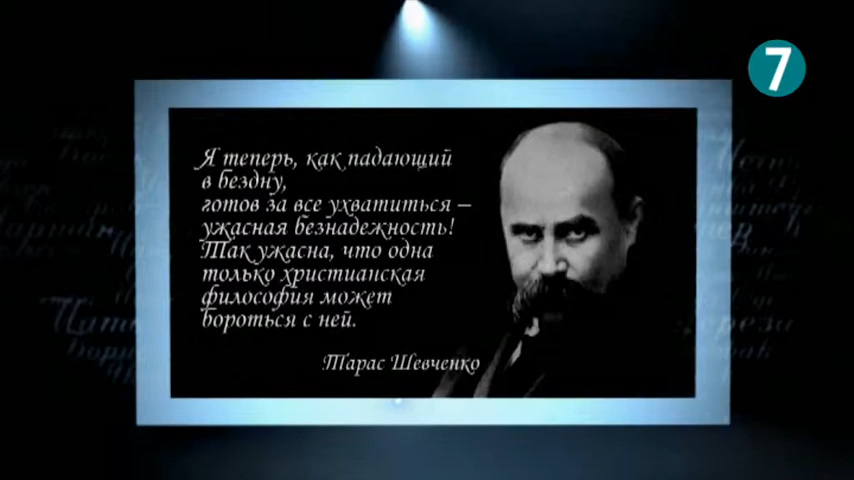 7
Я теперь, как падающий
в бездну,
готов за все ухватиться –
ужасная безнадежность!
Так ужасна, что одна
только христианская
философия может
бороться с ней.
Тарас Шевченко